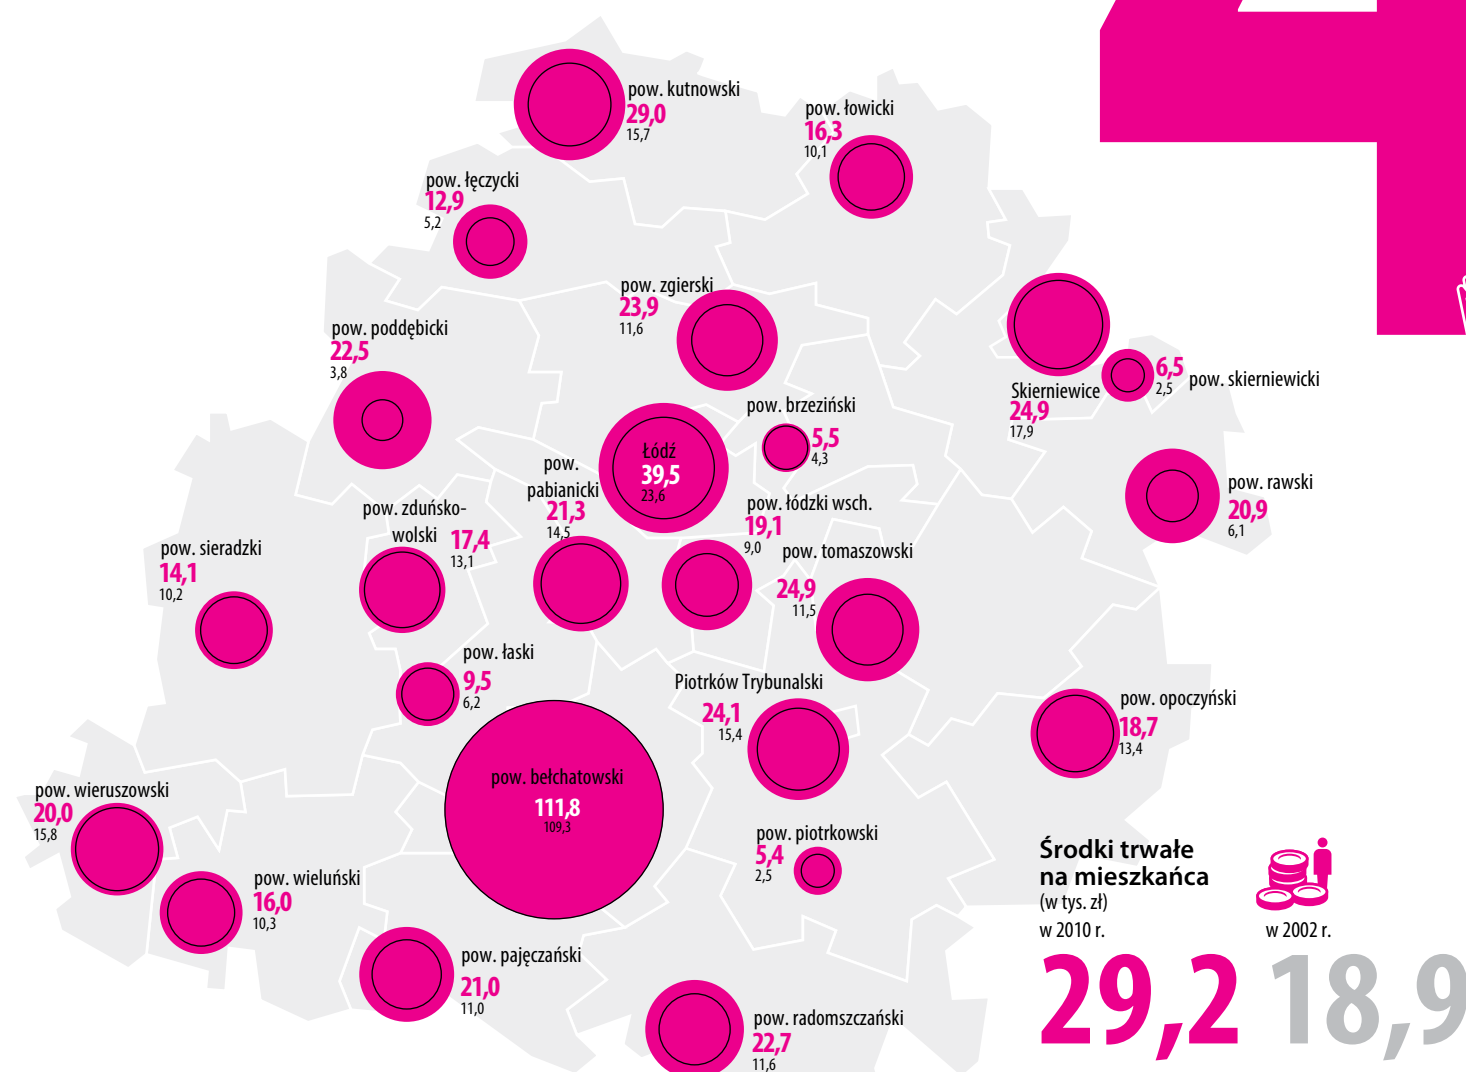 pow. kutnowski
29,0
15,7
pow. łowicki
16,3
10,1
pow. łęczycki
12,9
5,2
pow. zgierski
23,9
11,6
pow. poddębicki
22,5
3,8
Skierniewice
24,9
17,9
6,5
2,5
pow. skierniewicki
pow. brzeziński
5,5
4,3
Łódź
39,5
23,6
pow.
pabianicki
21,3
14,5
pow. rawski
20,9
6,1
pow. zduńsko-
wolski
17,4
13,1
pow. łódzki wsch.
19,1
9,0
pow. sieradzki
14,1
10,2
pow. tomaszowski
24,9
11,5
pow. łaski
9,5
6,2
Piotrków Trybunalski
24,1
15,4
pow. opoczyński
18,7
13,4
pow. bełchatowski
111,8
109,3
pow. wieruszowski
20,0
15,8
pow. piotrkowski
5,4
2,5
pow. wieluński
16,0
10,3
pow. pajęczański
21,0
11,0
pow. radomszczański
22,7
11,6
Środki trwałe
na mieszkańca
(w tys. zł)
w 2010 r.
w 2002 r.
29,2
18,9
4